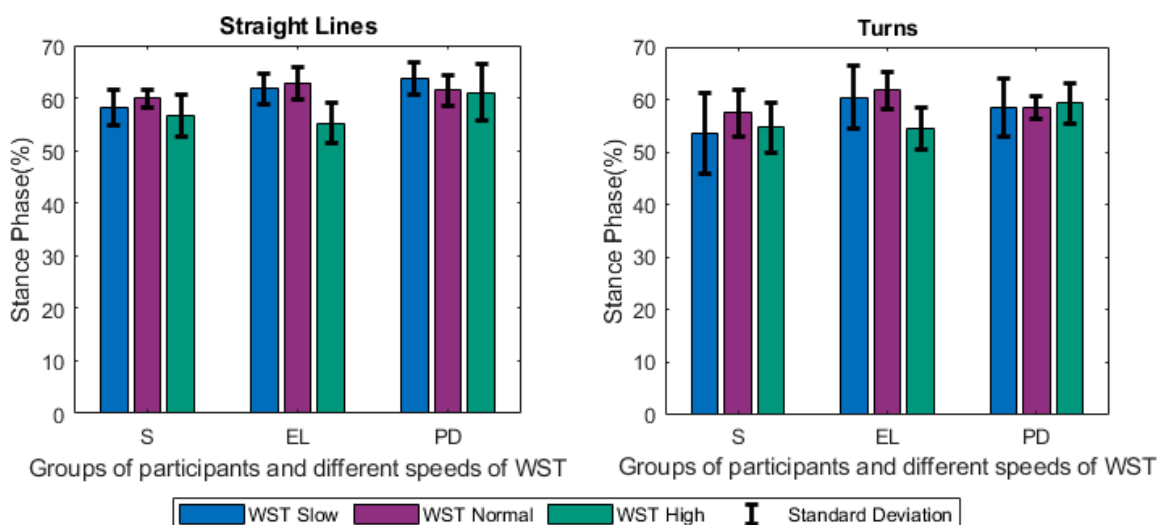 Straight Lines
70
60
50
40
30
20
10
0
Stance Phase(%)
S EL PD
Groups of participants and different speeds of WST
Turns
70
60
50
40
30
20
10
0
Stance Phase(%)
S EL PD
Groups of participants and different speeds of WST
WST Slow WST Normal WST High Standard Deviation